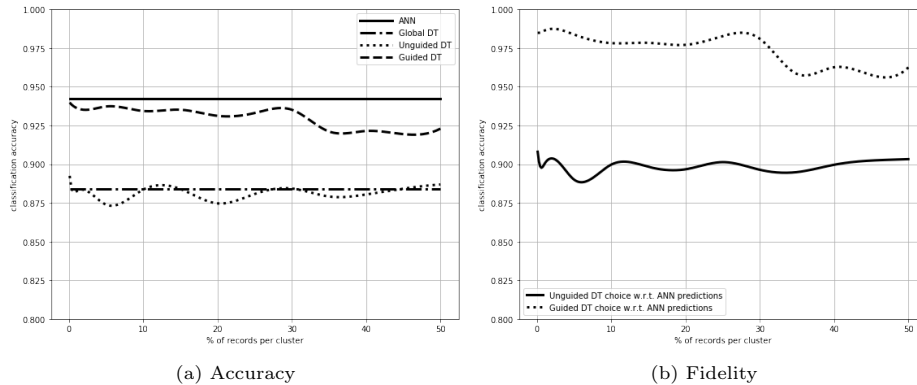 1.000
0.975
0.950
0.925
0.900
0.875
0.850
0.825
0.800
classification accuracy
ANN
Global DT
Unguided DT
Guided DT
0 10 20 30 40 50
% of records per cluster
(a) Accuracy
1.000
0.975
0.950
0.925
0.900
0.875
0.850
0.825
0.800
classification accuracy
Unguided DT choice w.r.t. ANN predictions
Guided DT choice w.r.t. ANN predictions
0 10 20 30 40 50
% of records per cluster
(b) Fidelity